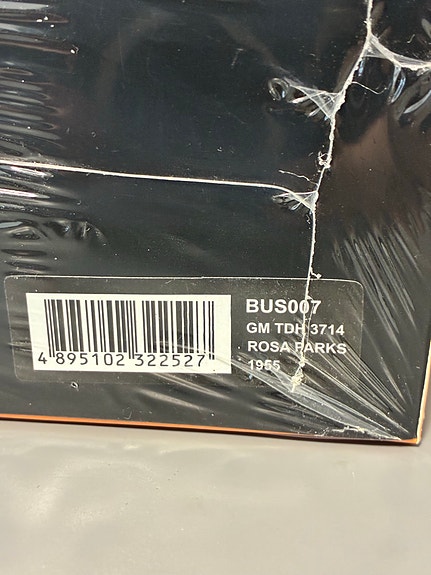 BUS007
GM TDH 3714
ROSA PARKS
1955
4 895102 322527